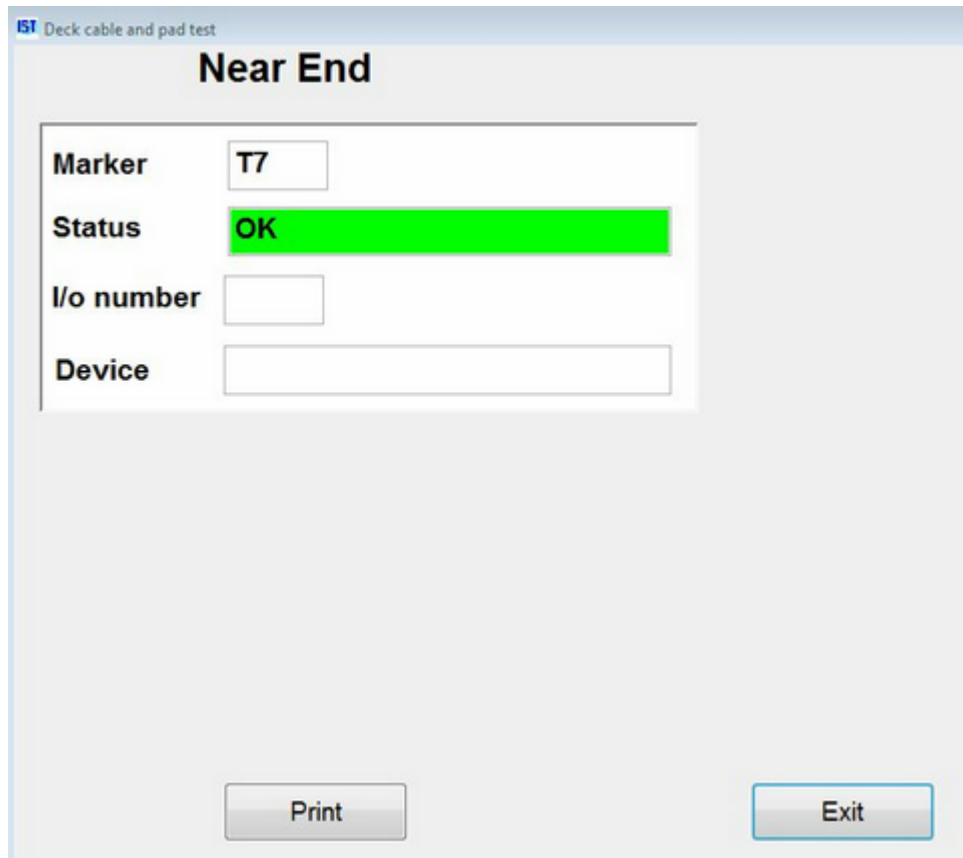 IST Deck cable and pad test
Near End
Marker T7
Status OK
I/o number
Device
Print Exit